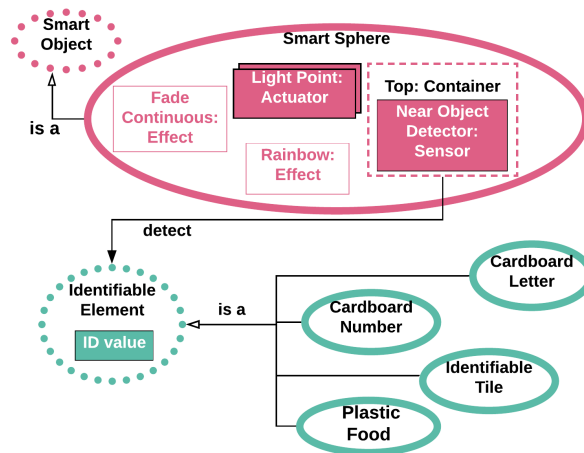 Smart
Object
Smart Sphere
is a
Fade
Continuous:
Effect
Light Point:
Actuator
Top: Container
Near Object
Detector:
Sensor
Rainbow:
Effect
detect
Identifiable
Element
ID value
is a
Cardboard
Letter
Cardboard
Number
Identifiable
Tile
Plastic
Food